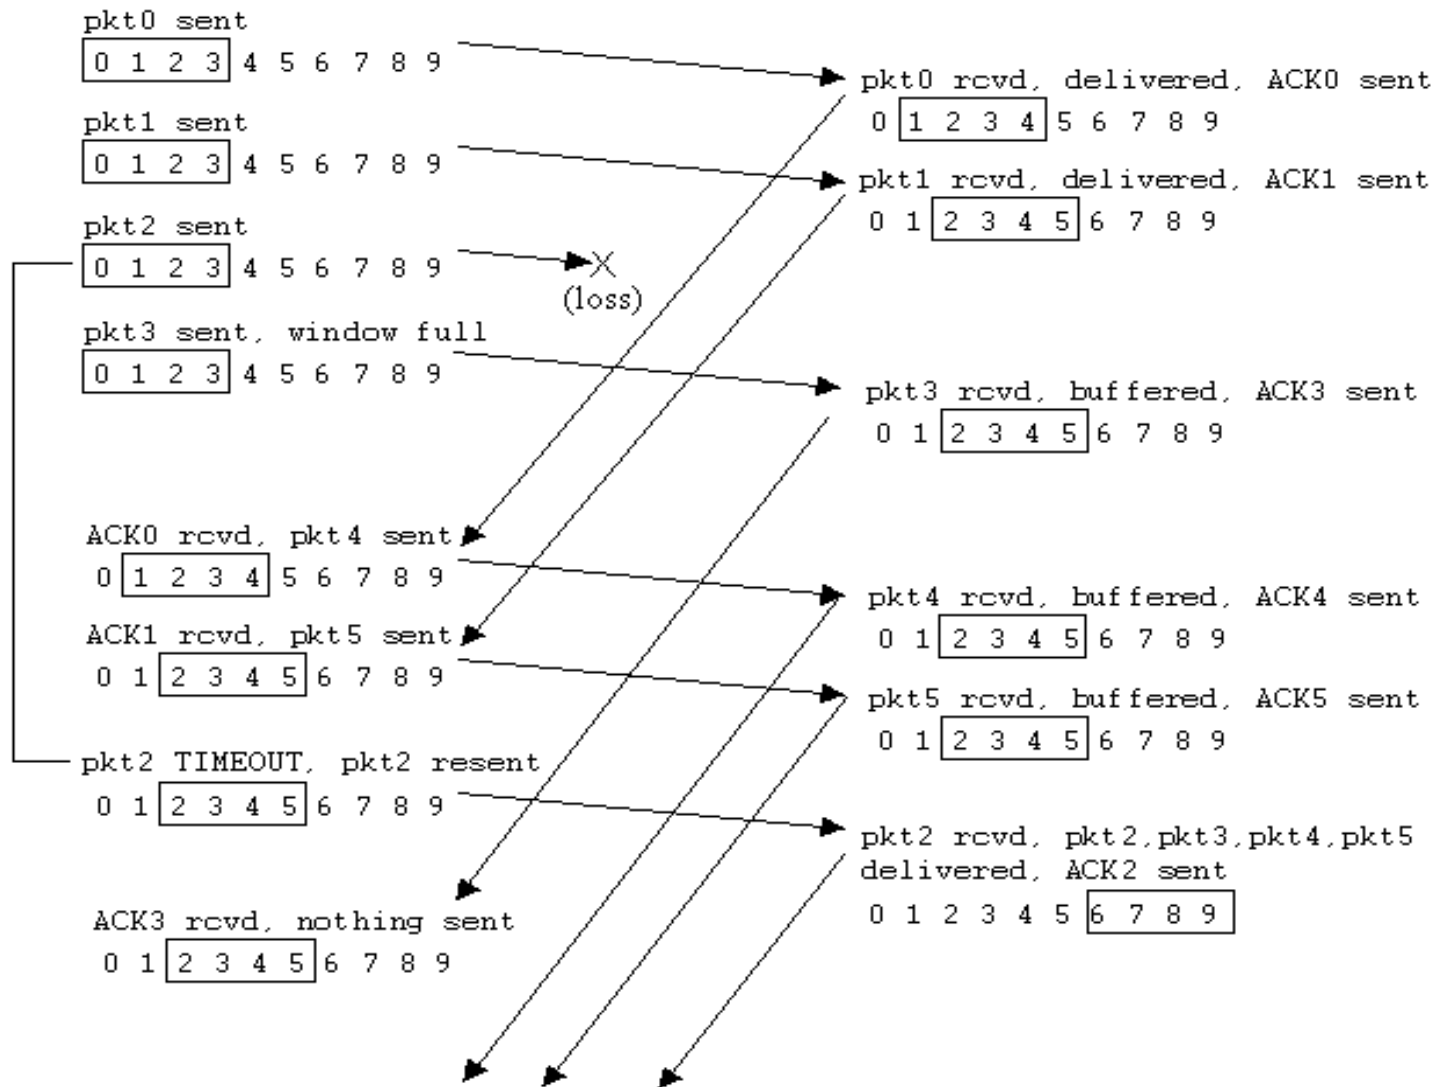 pkt0 sent
0 1 2 3 4 5 6 7 8 9
pkt1 sent
0 1 2 3 4 5 6 7 8 9
pkt2 sent
0 1 2 3 4 5 6 7 8 9
pkt3 sent, window full
0 1 2 3 4 5 6 7 8 9
ACK0 rcvd, pkt4 sent
0 1 2 3 4 5 6 7 8 9
ACK1 rcvd, pkt5 sent
0 1 2 3 4 5 6 7 8 9
pkt2 TIMEOUT, pkt2 resent
0 1 2 3 4 5 6 7 8 9
ACK3 rcvd, nothing sent
0 1 2 3 4 5 6 7 8 9
X
(loss)
pkt0 rcvd, delivered, ACK0 sent
0 1 2 3 4 5 6 7 8 9
pkt1 rcvd, delivered, ACK1 sent
0 1 2 3 4 5 6 7 8 9
pkt3 rcvd, buffered, ACK3 sent
0 1 2 3 4 5 6 7 8 9
pkt4 rcvd, buffered, ACK4 sent
0 1 2 3 4 5 6 7 8 9
pkt5 rcvd, buffered, ACK5 sent
0 1 2 3 4 5 6 7 8 9
pkt2 rcvd, pkt2,pkt3,pkt4,pkt5
delivered, ACK2 sent
0 1 2 3 4 5 6 7 8 9